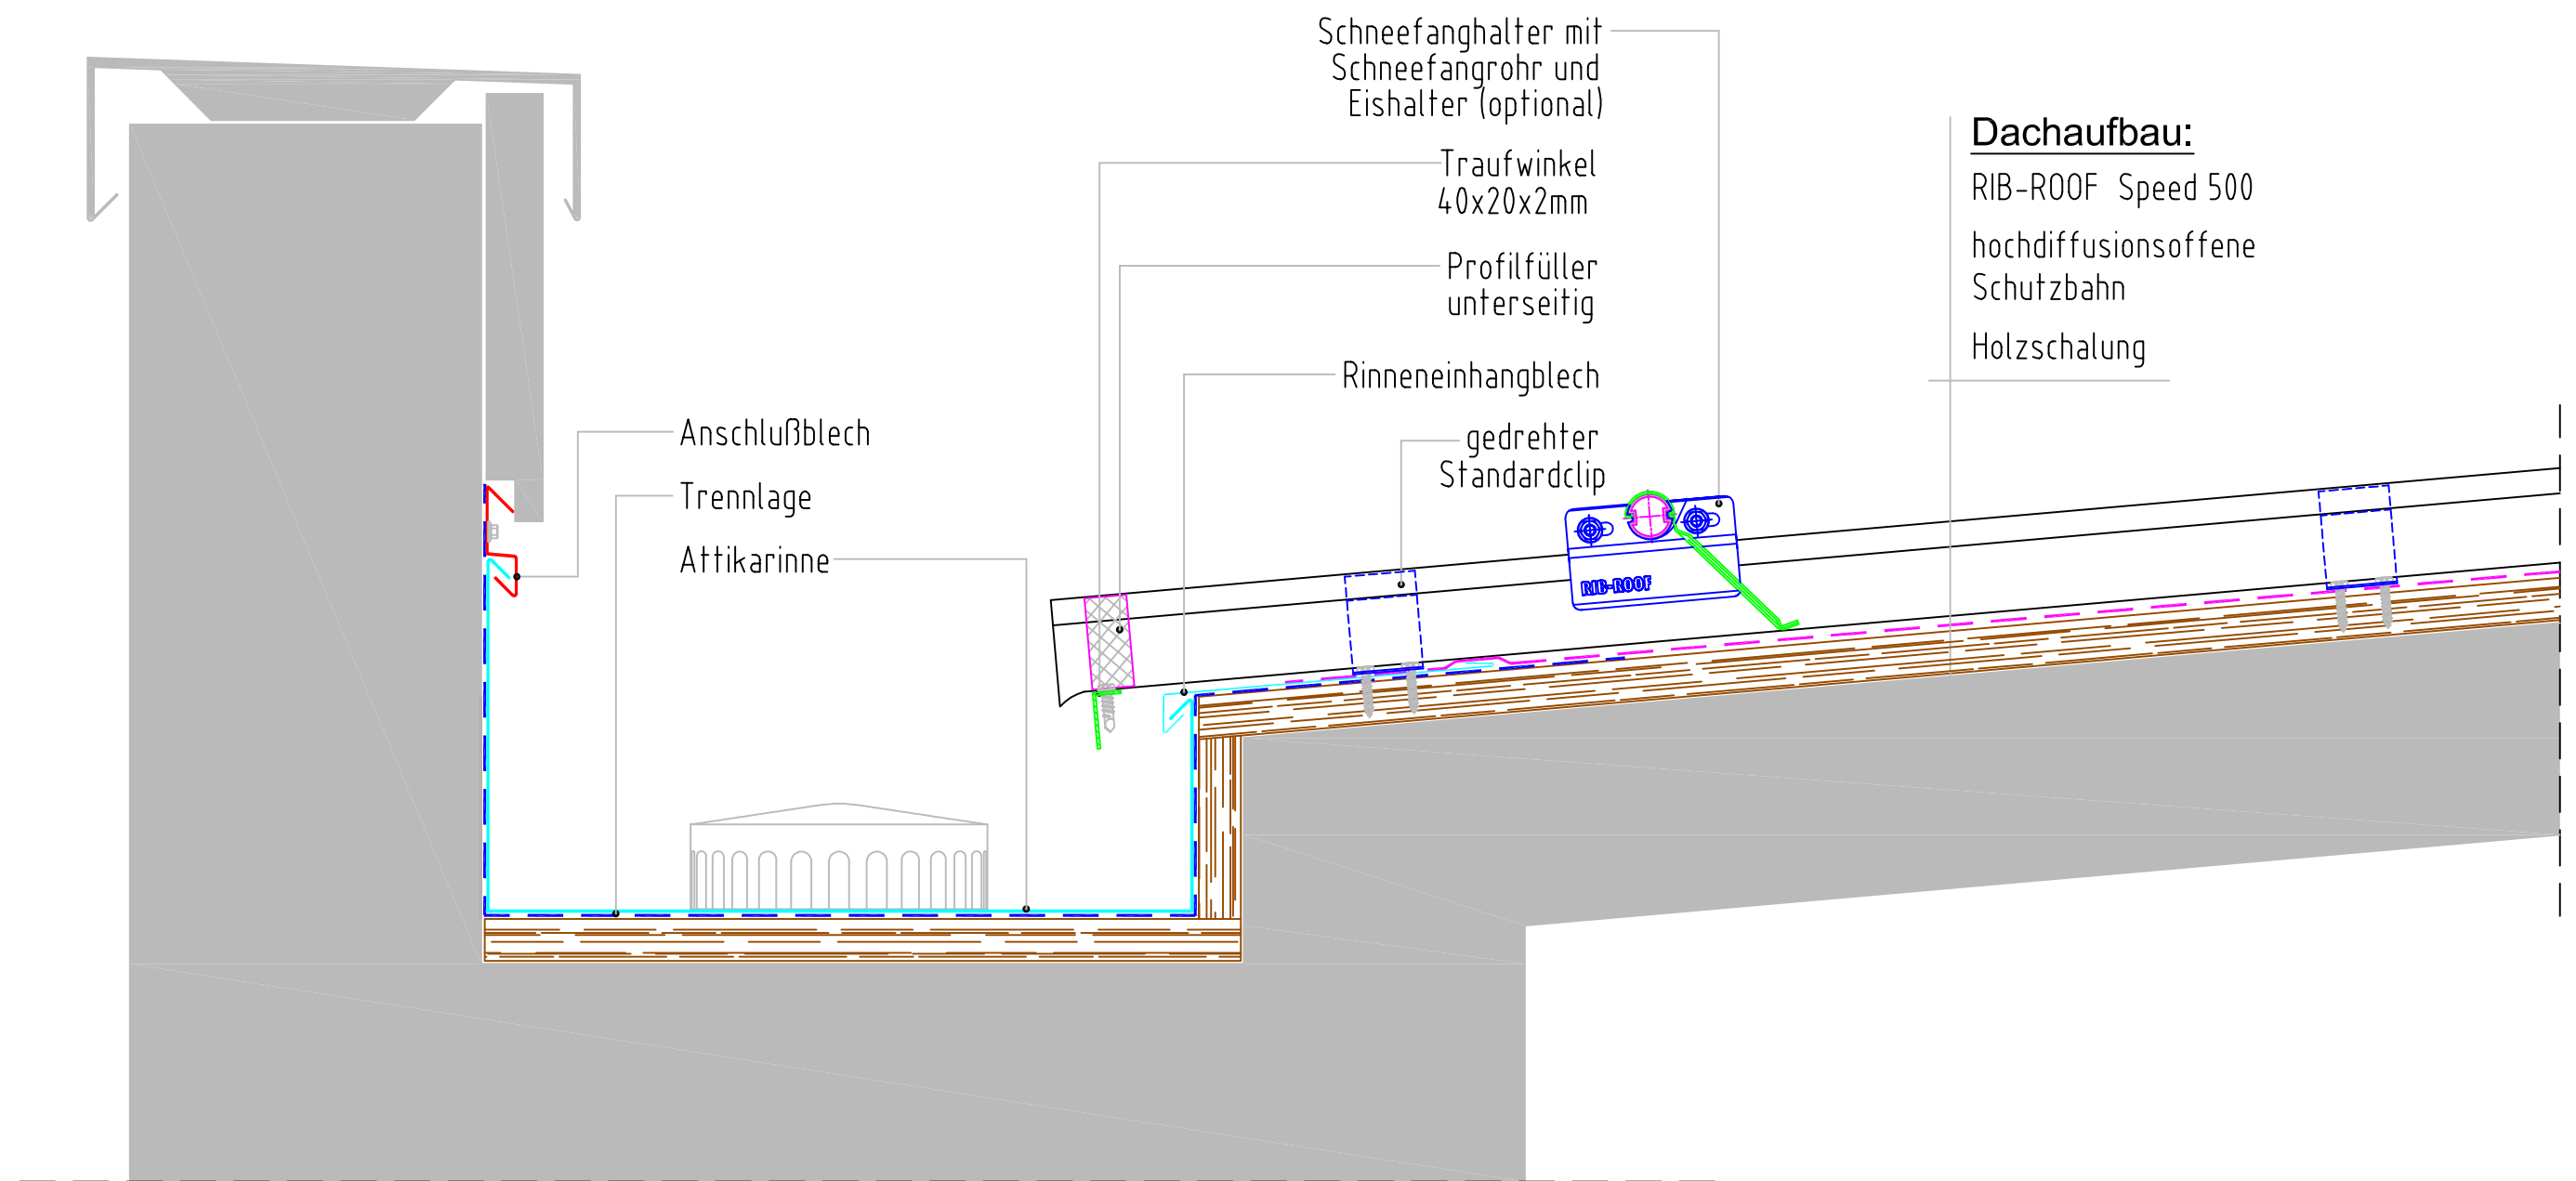 Schneefanghalter mit
Schneefangrohr und
Eishalter (optional)
Traufwinkel
40x20x2mm
Profilfüller
unterseitig
Rinneneinhangblech
gedrehter
Standardclip
Dachaufbau:
RIB-ROOF Speed 500
hochdiffusionsoffene
Schutzbahn
Holzschalung
Anschlußblech
Trennlage
Attikarinne
RIB-ROOF